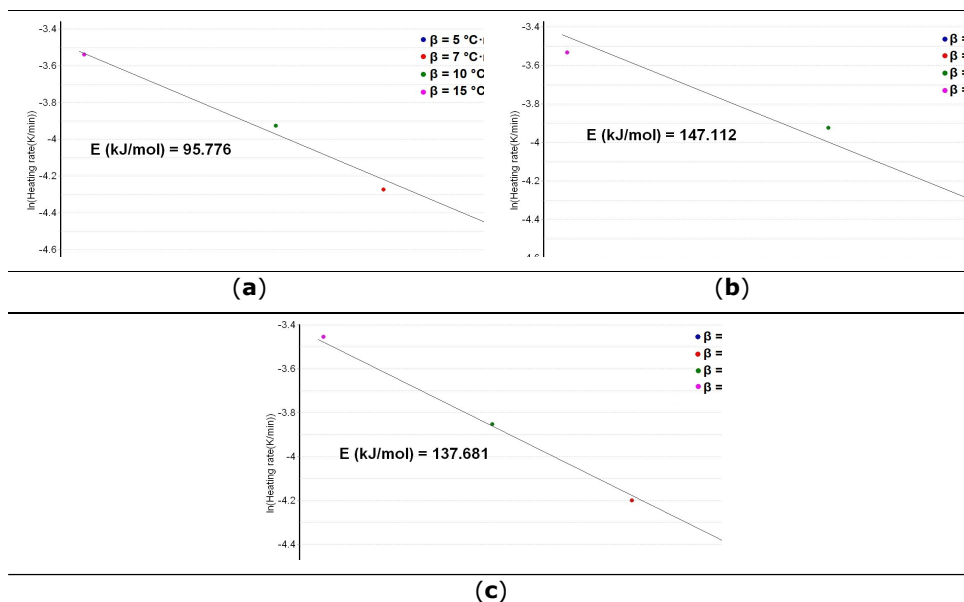 -3.4
-3.6
-3.8
-4
-4.2
-4.4
-4.6
ln(Heating rate(K/min))
β = 5 °C·
β = 7 °C·
β = 10 °C
β = 15 °C
E (kJ/mol) = 95.776
(a)
-3.4
-3.6
-3.8
-4
-4.2
-4.4
ln(Heating rate(K/min))
β =
β =
β =
β =
E (kJ/mol) = 147.112
(b)
-3.4
-3.6
-3.8
-4
-4.2
-4.4
ln(Heating rate(K/min))
β =
β =
β =
β =
E (kJ/mol) = 137.681
(c)